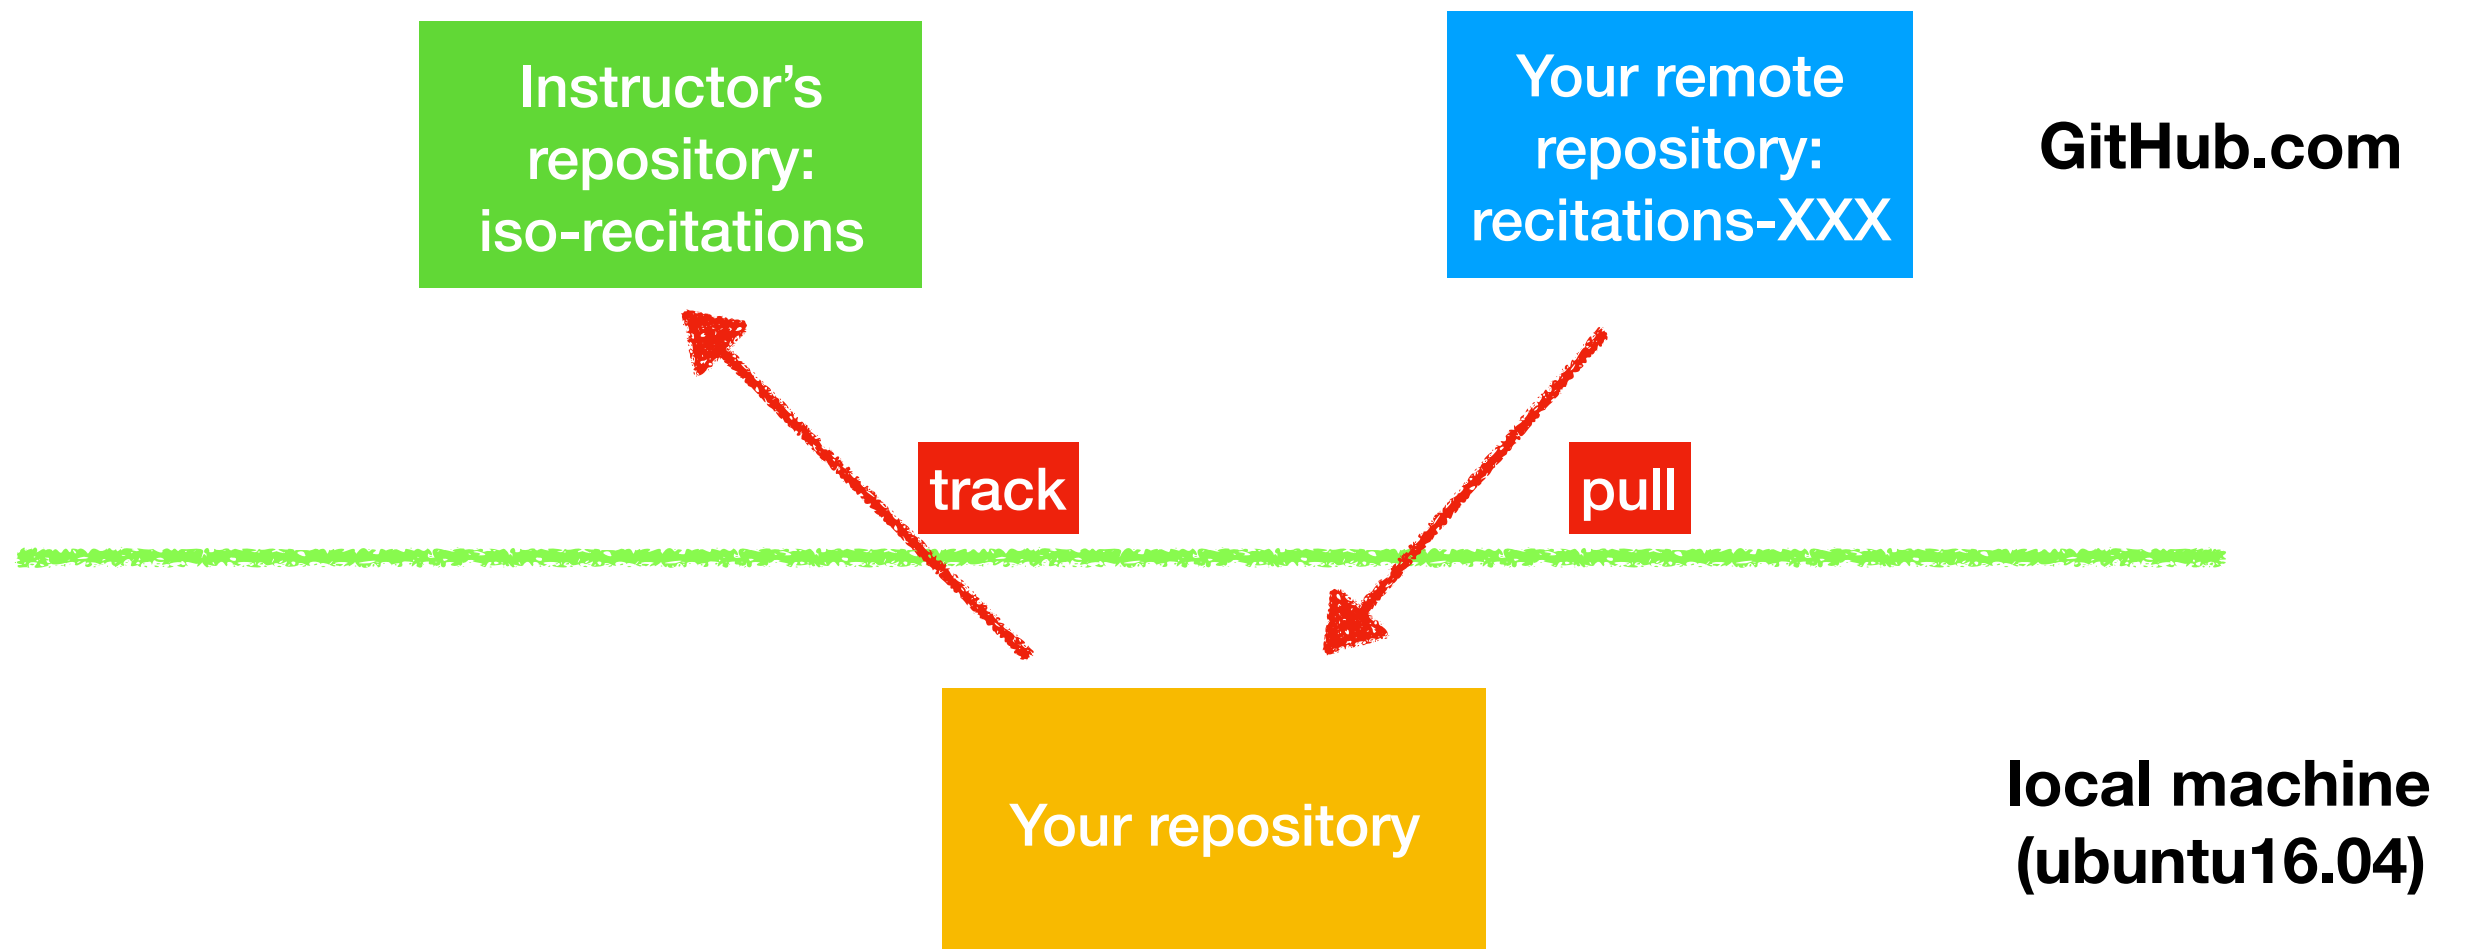 Instructor’s
repository:
iso-recitations
Your remote
repository:
recitations-XXX
GitHub.com
track
pull
Your repository
local machine
(ubuntu16.04)